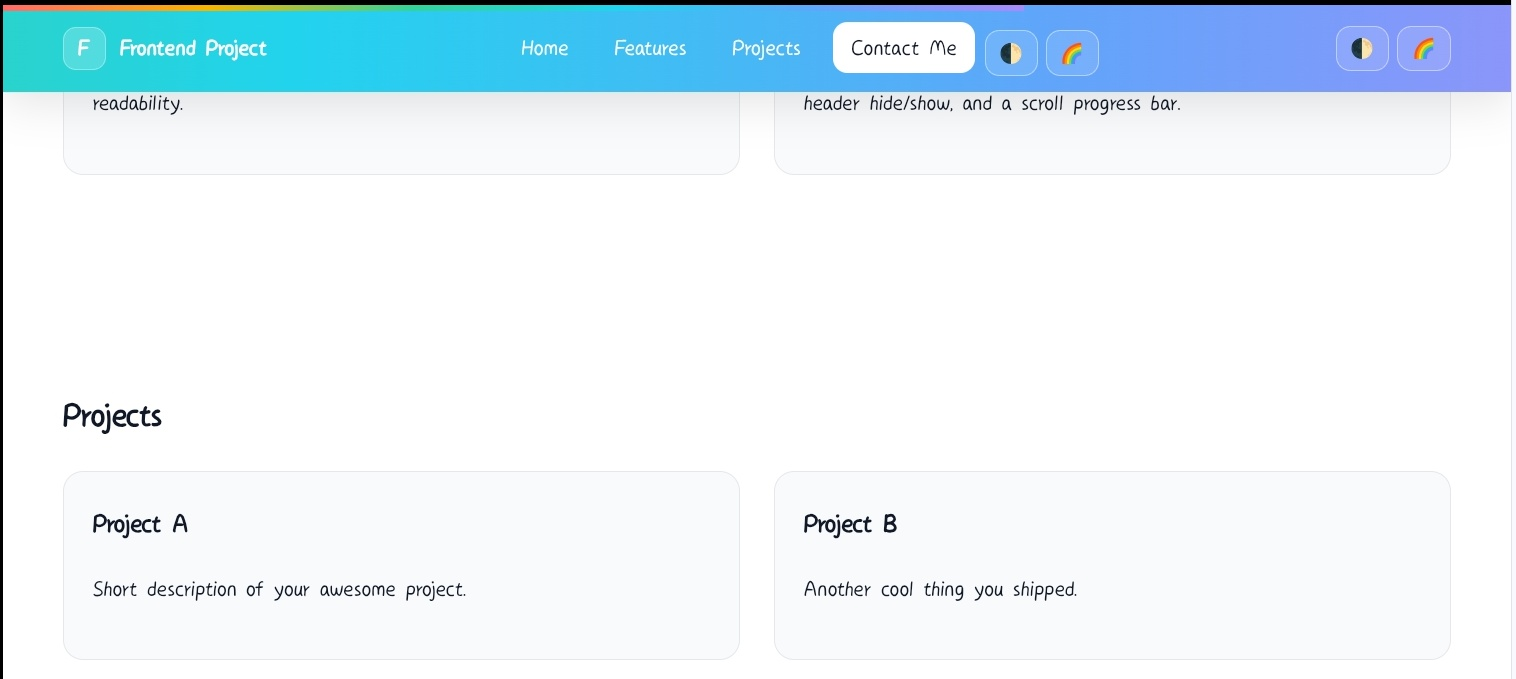 F Frontend Project Home Features Projects Contact Me
readability. header hide/show, and a scroll progress bar.
Projects
Project A
Short description of your awesome project.
Project B
Another cool thing you shipped.